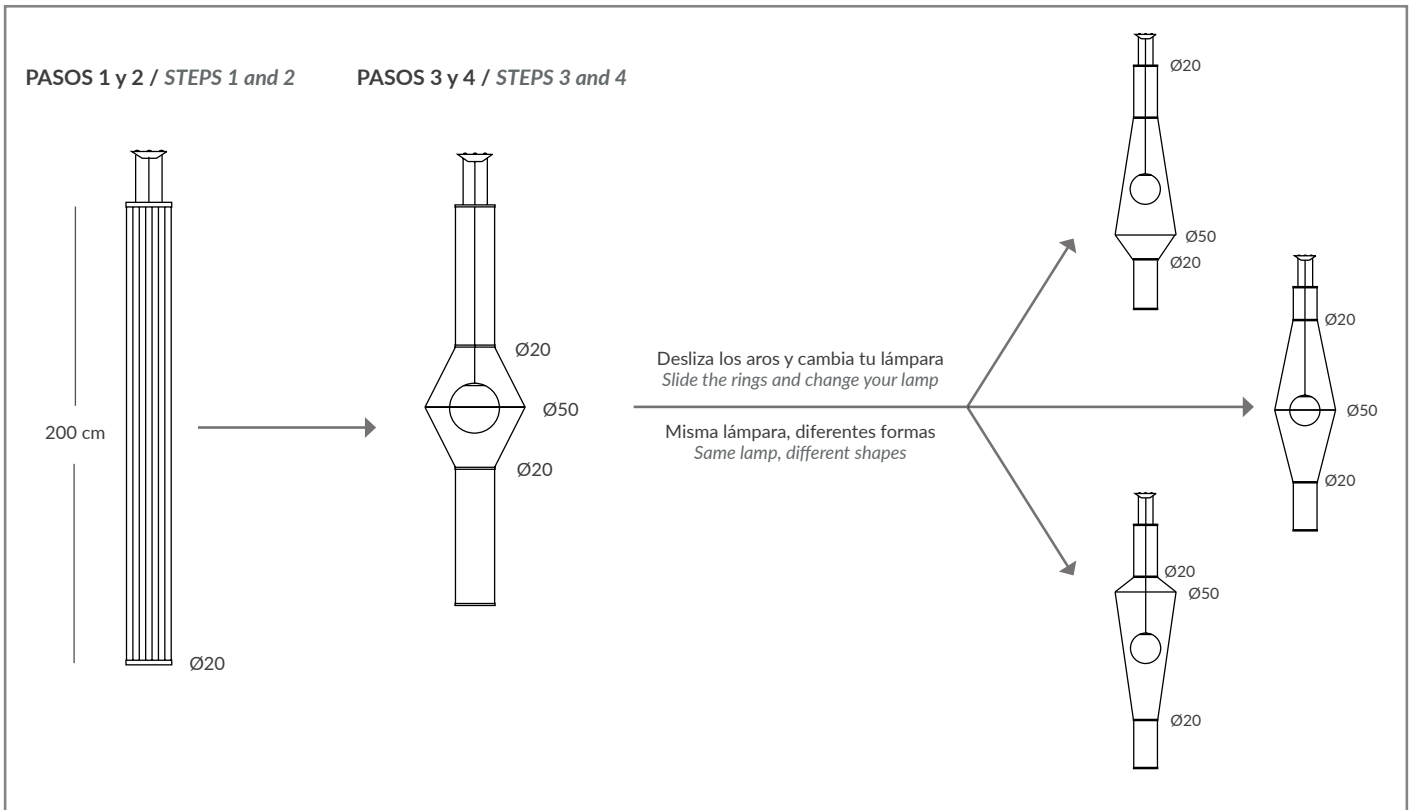 PASOS 1 y 2 / STEPS 1 and 2
PASOS 3 y 4 / STEPS 3 and 4
200 cm
Ø20
Ø20
Ø50
Ø20
Desliza los aros y cambia tu lámpara
Slide the rings and change your lamp
Misma lámpara, diferentes formas
Same lamp, different shapes
Ø20
Ø50
Ø20
Ø20
Ø50
Ø20
Ø20
Ø50
Ø20